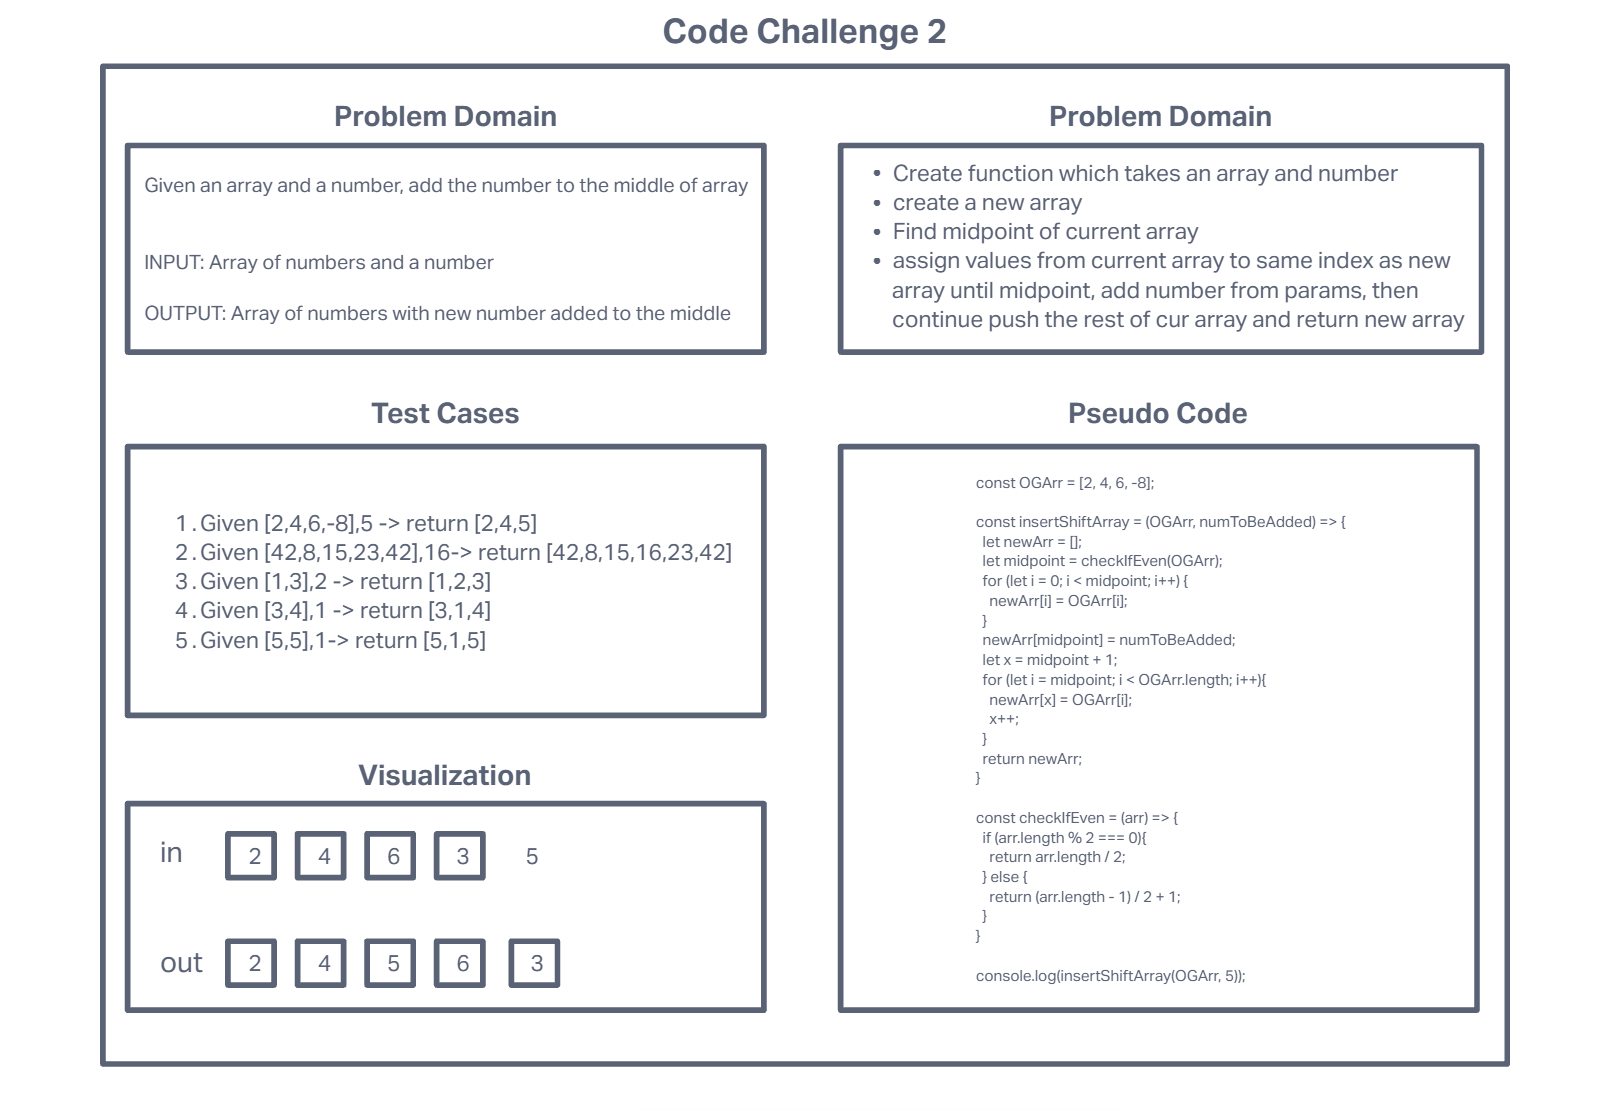 Code Challenge 2
Problem Domain
Given an array and a number, add the number to the middle of array
INPUT: Array of numbers and a number
OUTPUT: Array of numbers with new number added to the middle
Problem Domain
• Create function which takes an array and number
• create a new array
• Find midpoint of current array
• assign values from current array to same index as new
array until midpoint, add number from params, then
continue push the rest of cur array and return new array
Test Cases
1. Given [2,4,6,-8],5 -> return [2,4,5]
2. Given [42,8,15,23,42],16-> return [42,8,15,16,23,42]
3. Given [1,3],2 -> return [1,2,3]
4. Given [3,4],1 -> return [3,1,4]
5. Given [5,5],1-> return [5,1,5]
Pseudo Code
const OGArr = [2, 4, 6, -8];
const insertShiftArray = (OGArr, numToBeAdded) => {
let newArr = [];
let midpoint = checkIfEven(OGArr);
for (let i = 0; i < midpoint; i++) {
newArr[i] = OGArr[i];
}
newArr[midpoint] = numToBeAdded;
let x = midpoint + 1;
for (let i = midpoint; i < OGArr.length; i++){
newArr[x] = OGArr[i];
x++;
}
return newArr;
}
const checkIfEven = (arr) => {
if (arr.length % 2 === 0){
return arr.length / 2;
} else {
return (arr.length - 1) / 2 + 1;
}
}
console.log(insertShiftArray(OGArr, 5));
Visualization
in 2 4 6 3 5
out 2 4 5 6 3